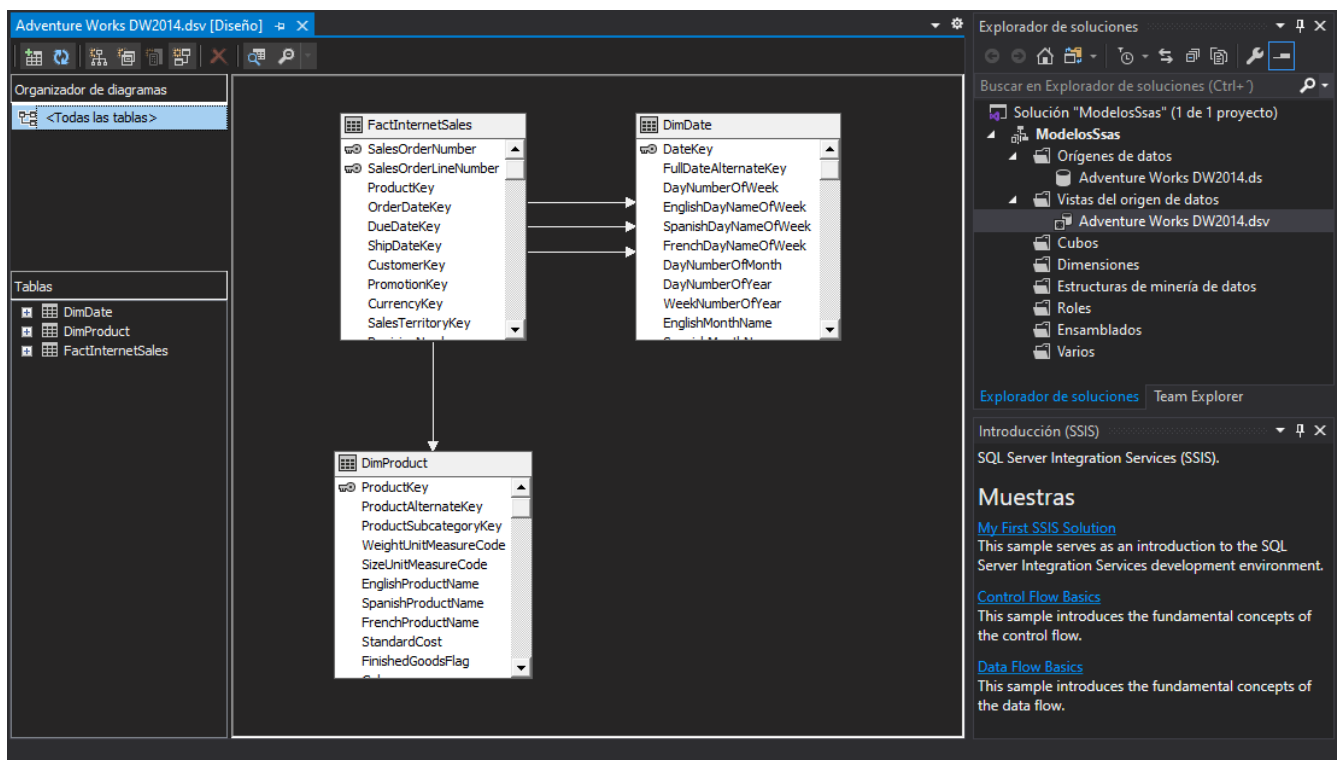 Adventure Works DW2014.dsv [Diseño]
Organizador de diagramas
<Todas las tablas>
Tablas
DimDate
DimProduct
FactInternetSales
FactInternetSales
SalesOrderNumber
SalesOrderLineNumber
ProductKey
OrderDateKey
DueDateKey
ShipDateKey
CustomerKey
PromotionKey
CurrencyKey
SalesTerritoryKey
DimDate
DateKey
FullDateAlternateKey
DayNumberOfWeek
EnglishDayNameOfWeek
SpanishDayNameOfWeek
FrenchDayNameOfWeek
DayNumberOfMonth
DayNumberOfYear
WeekNumberOfYear
EnglishMonthName
DimProduct
ProductKey
ProductAlternateKey
ProductSubcategoryKey
WeightUnitMeasureCode
SizeUnitMeasureCode
EnglishProductName
SpanishProductName
FrenchProductName
StandardCost
FinishedGoodsFlag
Explorador de soluciones
Buscar en Explorador de soluciones (Ctrl+´)
Solución "ModelosSsas" (1 de 1 proyecto)
ModelosSsas
Orígenes de datos
Adventure Works DW2014.ds
Vistas del origen de datos
Adventure Works DW2014.dsv
Cubos
Dimensiones
Estructuras de minería de datos
Roles
Ensamblados
Varios
Explorador de soluciones Team Explorer
Introducción (SSIS)
SQL Server Integration Services (SSIS).
Muestras
My First SSIS Solution
This sample serves as an introduction to the SQL
Server Integration Services development environment.
Control Flow Basics
This sample introduces the fundamental concepts of
the control flow.
Data Flow Basics
This sample introduces the fundamental concepts of
the data flow.